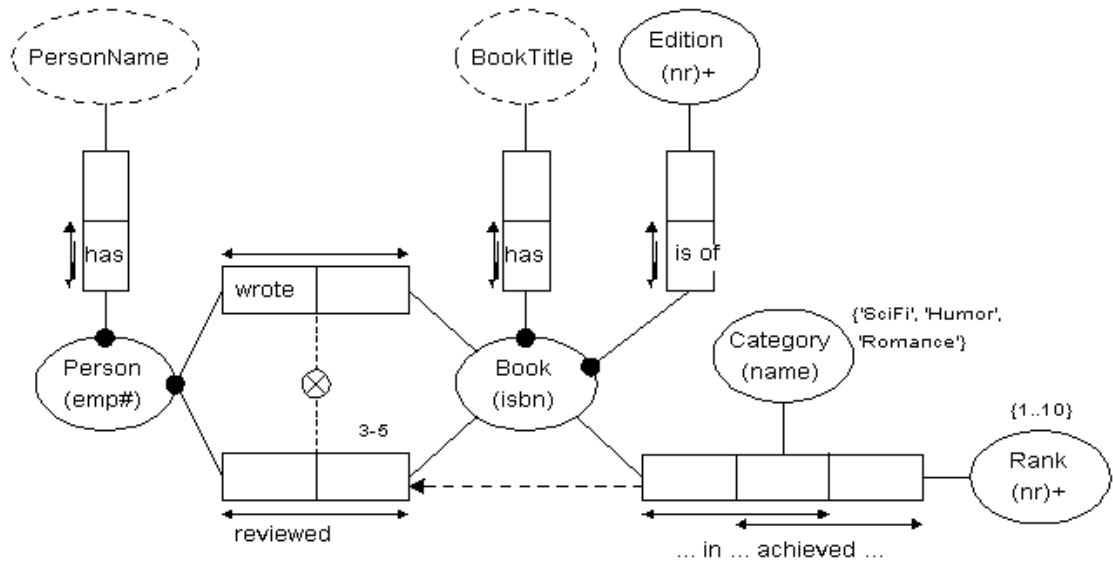 PersonName
BookTitle
Edition
(nr)+
has
has
is of
wrote
{'SciFi', 'Humor',
'Romance'}
Category
(name)
Person
(emp#)
Book
(isbn)
3-5
{1..10}
Rank
(nr)+
reviewed
... in ... achieved ...